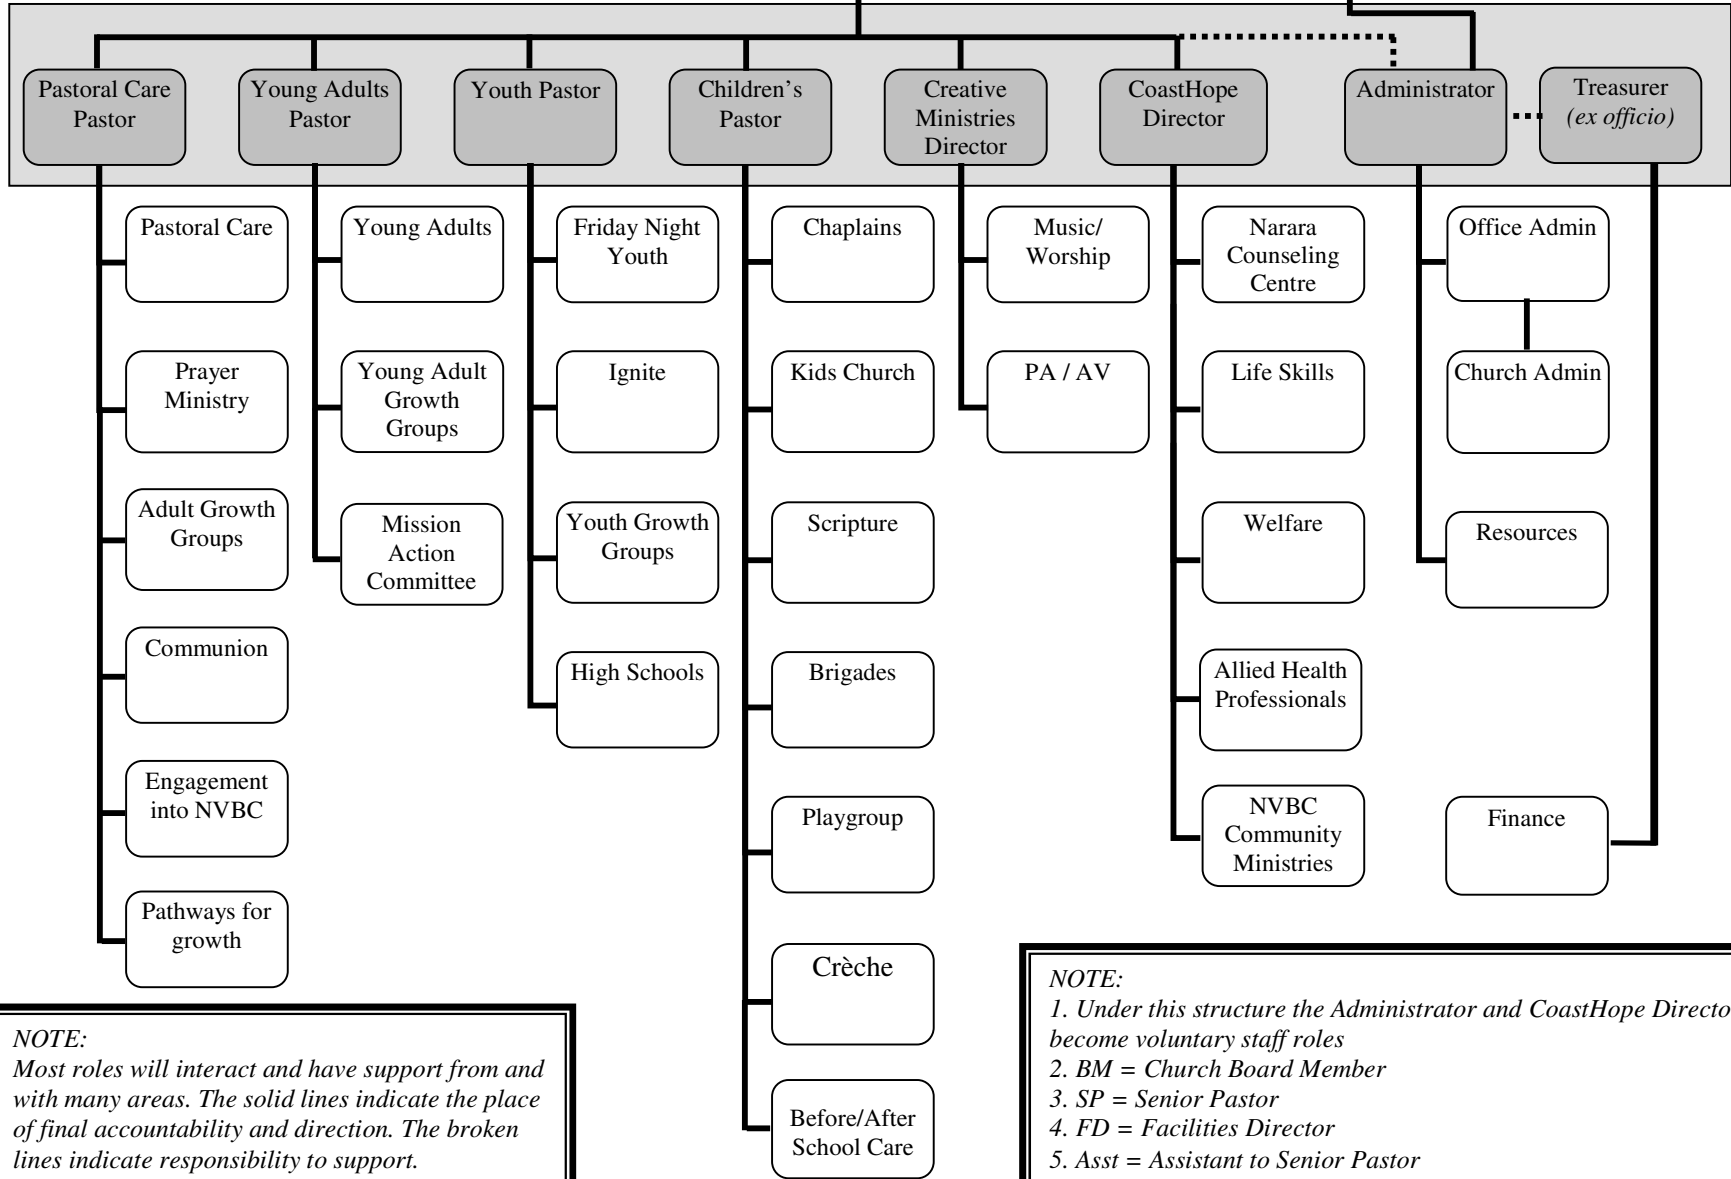 Pastoral Care
Pastor
Young Adults
Pastor
Youth Pastor
Children's
Pastor
Creative
Ministries
Director
CoastHope
Director
Administrator
Treasurer
(ex officio)
Pastoral Care
Prayer
Ministry
Adult Growth
Groups
Communion
Engagement
into NVBC
Pathways for
growth
Young Adults
Young Adult
Growth
Groups
Mission
Action
Committee
Friday Night
Youth
Ignite
Youth Growth
Groups
High Schools
Chaplains
Kids Church
Scripture
Brigades
Playgroup
Crèche
Before/After
School Care
Music/
Worship
PA / AV
Narara
Counseling
Centre
Life Skills
Welfare
Allied Health
Professionals
NVBC
Community
Ministries
Office Admin
Church Admin
Resources
Finance
NOTE:
Most roles will interact and have support from and
with many areas. The solid lines indicate the place
of final accountability and direction. The broken
lines indicate responsibility to support.
NOTE:
1. Under this structure the Administrator and CoastHope Directo
become voluntary staff roles
2. BM = Church Board Member
3. SP = Senior Pastor
4. FD = Facilities Director
5. Asst = Assistant to Senior Pastor